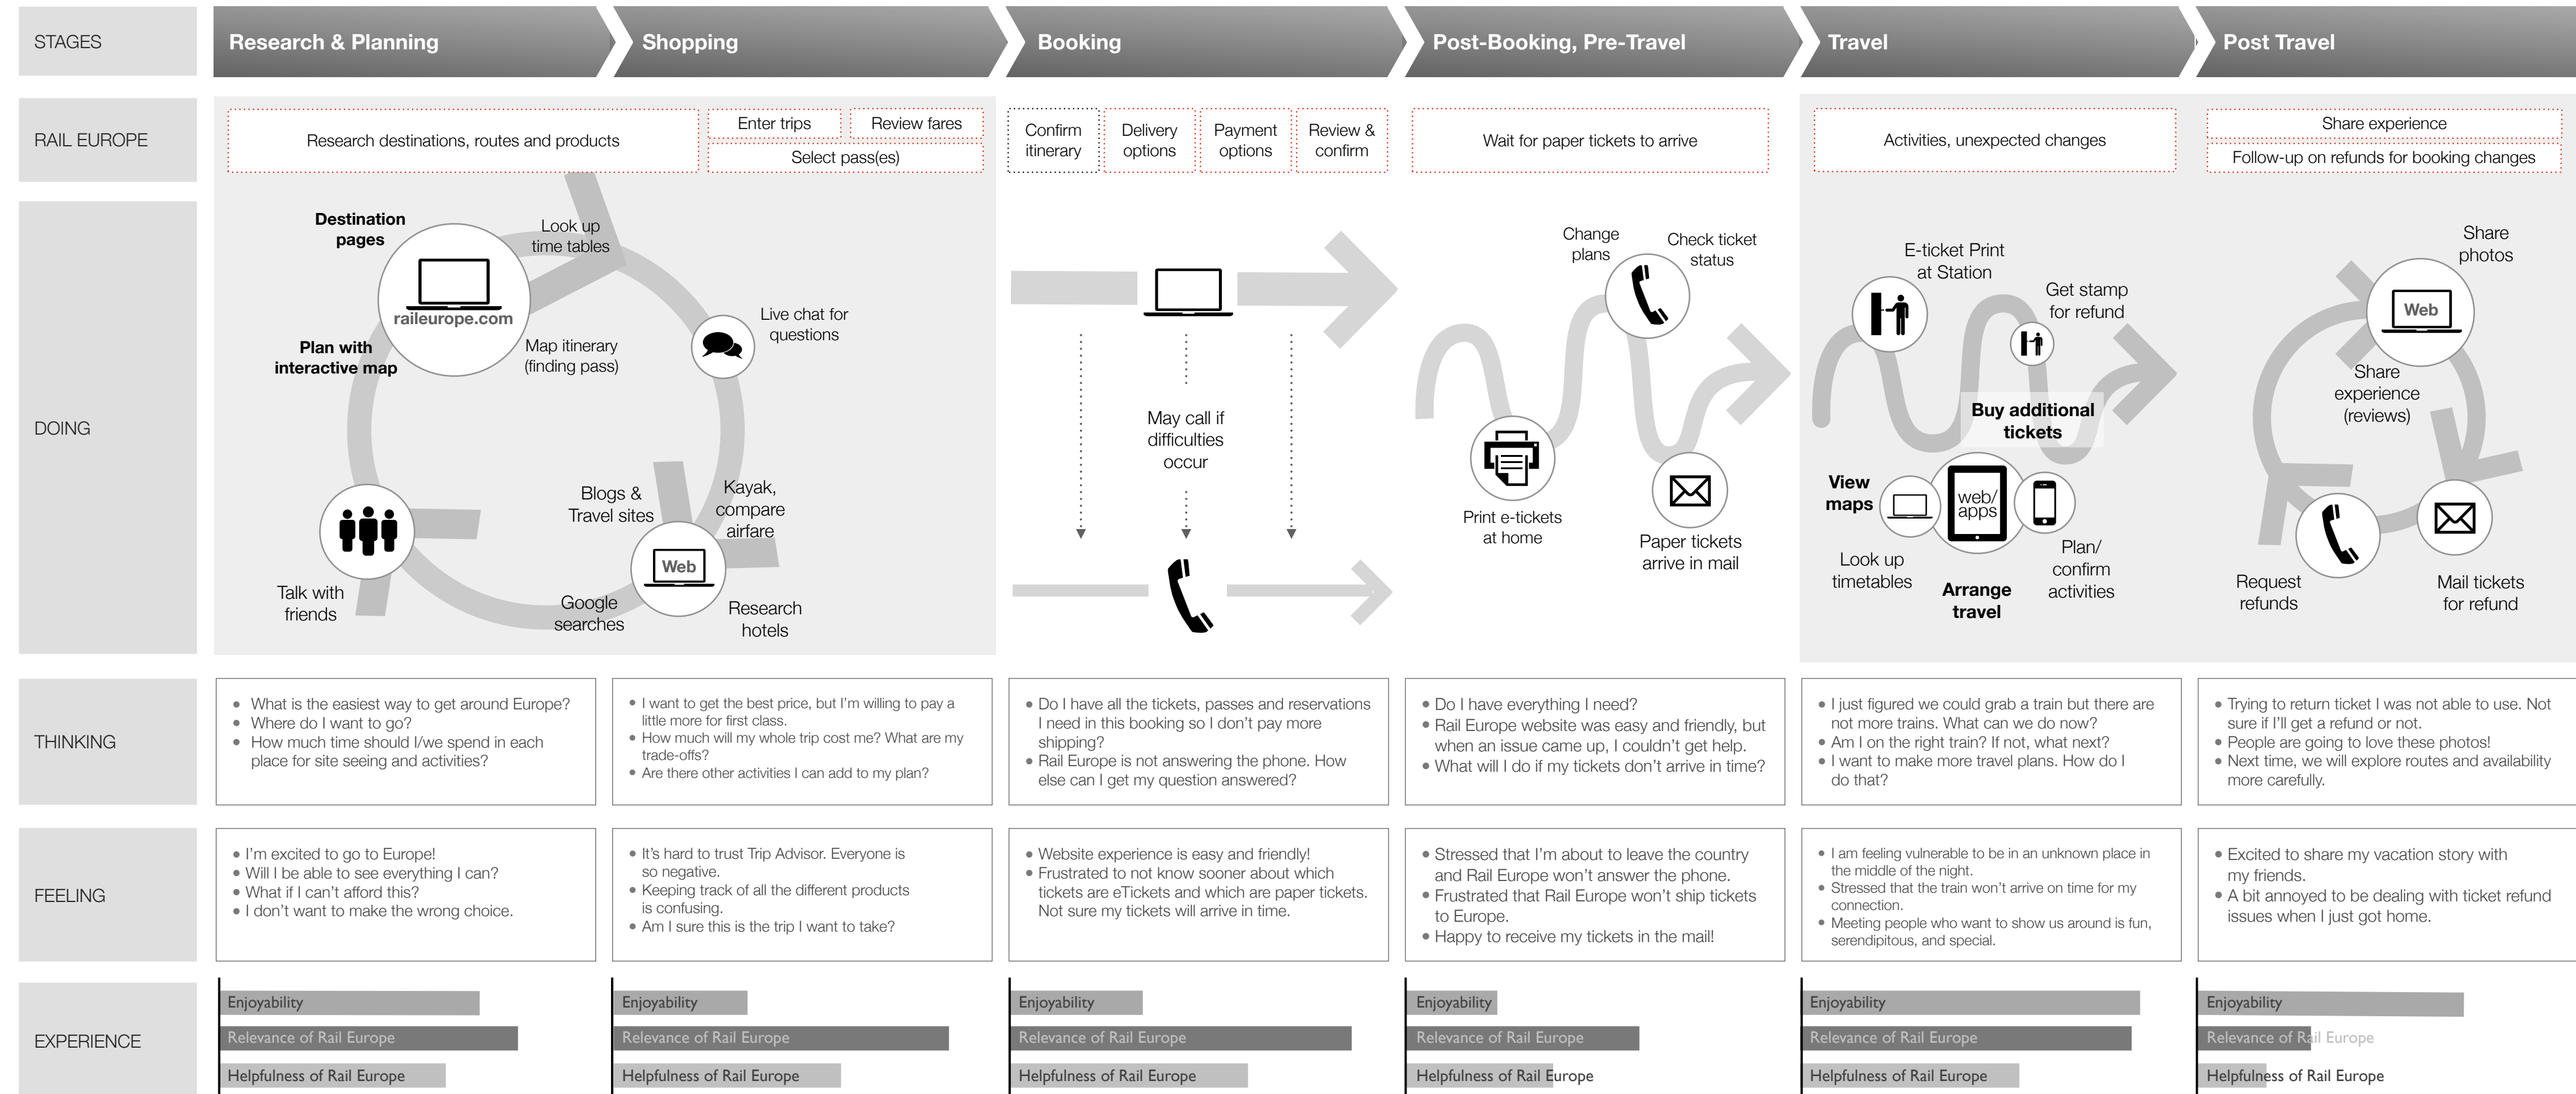 STAGES
Research & Planning
Shopping
Booking
Post-Booking, Pre-Travel
Travel
Post Travel
RAIL EUROPE
Research destinations, routes and products
Enter trips
Review fares
Select pass(es)
Confirm
itinerary
Delivery
options
Payment
options
Review &
confirm
Wait for paper tickets to arrive
Activities, unexpected changes
Share experience
Follow-up on refunds for booking changes
DOING
Destination
pages
Look up
time tables
raileurope.com
Plan with
interactive map
Map itinerary
(finding pass)
Live chat for
questions
Blogs &
Travel sites
Kayak,
compare
airfare
Web
Talk with
friends
Google
searches
Research
hotels
May call if
difficulties
occur
Change
plans
Check ticket
status
Print e-tickets
at home
Paper tickets
arrive in mail
E-ticket Print
at Station
Get stamp
for refund
Buy additional
tickets
View
maps
web/
apps
Look up
timetables
Arrange
travel
Plan/
confirm
activities
Share
photos
Web
Share
experience
(reviews)
Request
refunds
Mail tickets
for refund
THINKING
• What is the easiest way to get around Europe?
• Where do I want to go?
• How much time should I/we spend in each
place for site seeing and activities?
• I want to get the best price, but I'm willing to pay a
little more for first class.
• How much will my whole trip cost me? What are my
trade-offs?
• Are there other activities I can add to my plan?
• Do I have all the tickets, passes and reservations
I need in this booking so I don't pay more
shipping?
• Rail Europe is not answering the phone. How
else can I get my question answered?
• Do I have everything I need?
• Rail Europe website was easy and friendly, but
when an issue came up, I couldn't get help.
• What will I do if my tickets don't arrive in time?
• I just figured we could grab a train but there are
not more trains. What can we do now?
• Am I on the right train? If not, what next?
• I want to make more travel plans. How do I
do that?
• Trying to return ticket I was not able to use. Not
sure if I'll get a refund or not.
• People are going to love these photos!
• Next time, we will explore routes and availability
more carefully.
FEELING
• I'm excited to go to Europe!
• Will I be able to see everything I can?
• What if I can't afford this?
• I don't want to make the wrong choice.
• It's hard to trust Trip Advisor. Everyone is
so negative.
• Keeping track of all the different products
is confusing.
• Am I sure this is the trip I want to take?
• Website experience is easy and friendly!
• Frustrated to not know sooner about which
tickets are eTickets and which are paper tickets.
Not sure my tickets will arrive in time.
• Stressed that I'm about to leave the country
and Rail Europe won't answer the phone.
• Frustrated that Rail Europe won't ship tickets
to Europe.
• Happy to receive my tickets in the mail!
• I am feeling vulnerable to be in an unknown place in
the middle of the night.
• Stressed that the train won't arrive on time for my
connection.
• Meeting people who want to show us around is fun,
serendipitous, and special.
• Excited to share my vacation story with
my friends.
• A bit annoyed to be dealing with ticket refund
issues when I just got home.
EXPERIENCE
Enjoyability
Relevance of Rail Europe
Helpfulness of Rail Europe
Enjoyability
Relevance of Rail Europe
Helpfulness of Rail Europe
Enjoyability
Relevance of Rail Europe
Helpfulness of Rail Europe
Enjoyability
Relevance of Rail Europe
Helpfulness of Rail Europe
Enjoyability
Relevance of Rail Europe
Helpfulness of Rail Europe
Enjoyability
Relevance of Rail Europe
Helpfulness of Rail Europe